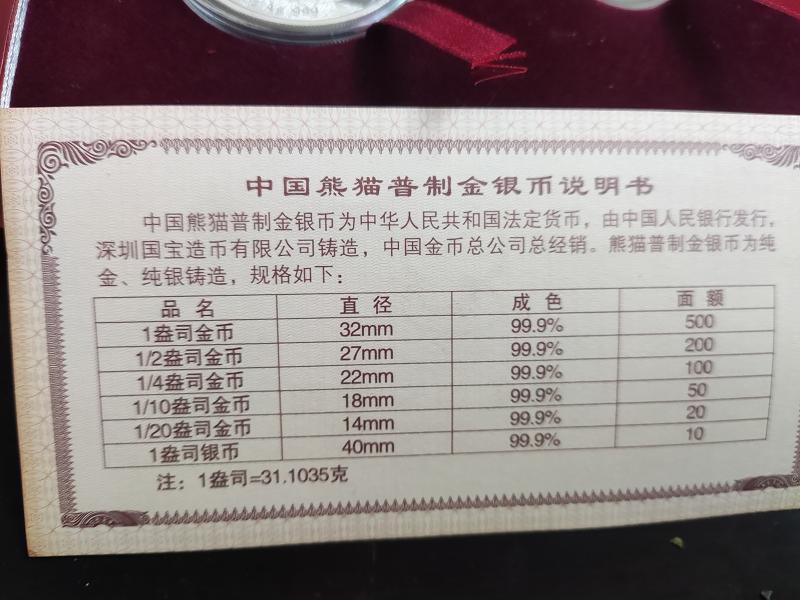 Ag .999
中国熊猫普制金银币说明书
中国熊猫普制金银币为中华人民共和国法定货币，由中国人民银行发行，
深圳国宝造币有限公司铸造，中国金币总公司总经销。熊猫普制金银币为纯
金、纯银铸造，规格如下：
品名 直径 成色 面额
1盎司金币 32mm 99.9% 500
1/2盎司金币 27mm 99.9% 200
1/4盎司金币 22mm 99.9% 100
1/10盎司金币 18mm 99.9% 50
1/20盎司金币 14mm 99.9% 20
1盎司银币 40mm 99.9% 10
注：1盎司=31.1035克